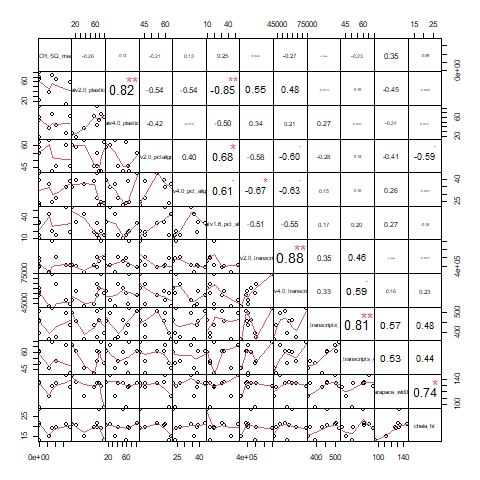 20 60
45 60
10 40
45000 75000
45 60
15 25
CR_SQ_me -0.26 -0.21 0.13 0.25 -0.27 -0.23 0.35
0e+00
60
20
v2.0_plastic 0.82 ** -0.54 -0.54 -0.85 ** 0.55 0.48 -0.45
v4.0_plastic -0.42 -0.50 0.34 0.21 0.27 -0.24
20 60
60
45
v2.0_pctalign 0.40 0.68 * -0.58 -0.60 . -0.28 -0.41 -0.59 .
v4.0_pct_alig 0.61 . -0.67 * -0.63 . 0.15 0.26
25 40
40
10
v1.6_pct_al -0.51 -0.55 0.17 0.20 0.27
v2.0_transcri 0.88 ** 0.35 0.46
4e+05
75000
45000
v4.0_transcri 0.33 0.59 . 0.16 0.23
transcripts_ 0.81 ** 0.57 0.48
400 500
60
45
transcripts_ 0.53 0.44
arapace_widt 0.74 *
100 140
25
15
chela_ht
0e+00
20 60
25 40
4e+05
400 500
100 140